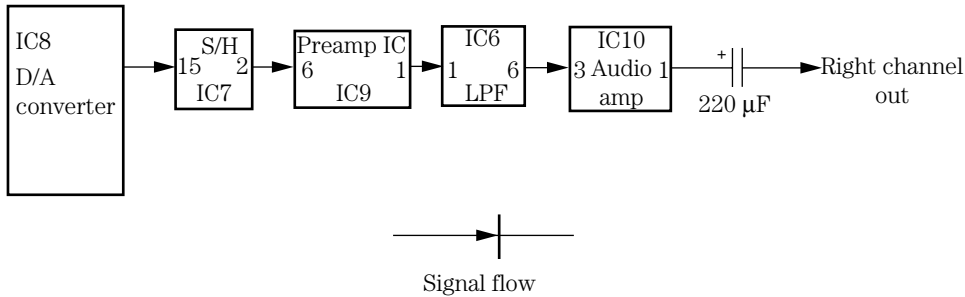 IC8
D/A
converter
S/H
15 2
IC7
Preamp IC
6 1
IC9
IC6
1 6
LPF
IC10
3 Audio 1
amp
+
220 µF
Right channel
out
Signal flow